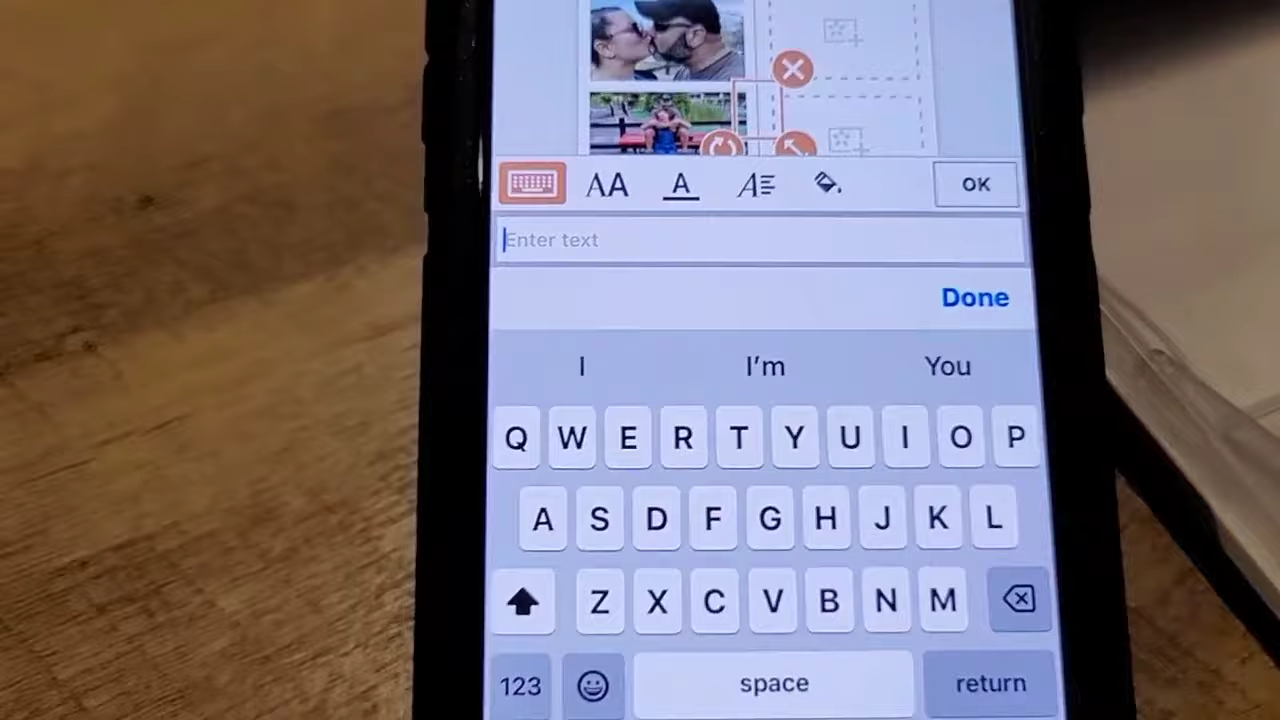 AA A A OK
Enter text
Done
I I'm You
Q W E R T Y U I O P
A S D F G H J K L
Z X C V B N M
123 space return